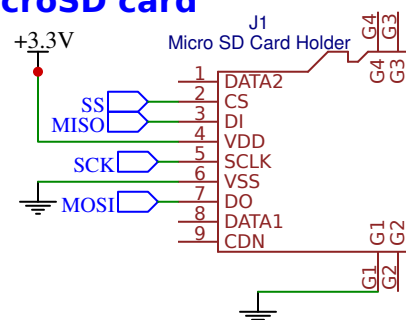 croSD card
J1
Micro SD Card Holder
+3.3V
G4
G3
G4
G3
1 DATA2
SS 2 CS
MISO 3 DI
4 VDD
SCK 5 SCLK
6 VSS
MOSI 7 DO
8 DATA1
9 CDN
G1
G2
G1
G2